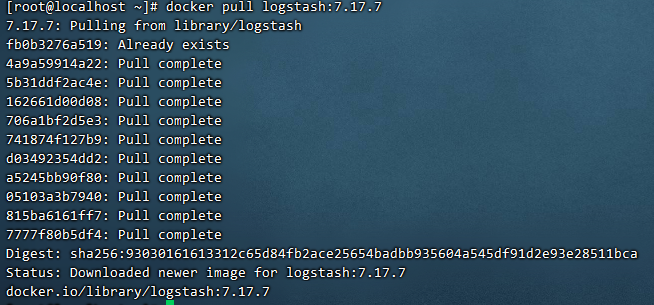 [root@localhost ~]# docker pull logstash:7.17.7
7.17.7: Pulling from library/logstash
fb0b3276a519: Already exists
4a9a59914a22: Pull complete
5b31ddf2ac4e: Pull complete
162661d00d08: Pull complete
706a1bf2d5e3: Pull complete
741874f127b9: Pull complete
d03492354dd2: Pull complete
a5245bb90f80: Pull complete
05103a3b7940: Pull complete
815ba6161ff7: Pull complete
7777f80b5df4: Pull complete
Digest: sha256:93030161613312c65d84fb2ace25654badbb935604a545df91d2e93e28511bca
Status: Downloaded newer image for logstash:7.17.7
docker.io/library/logstash:7.17.7